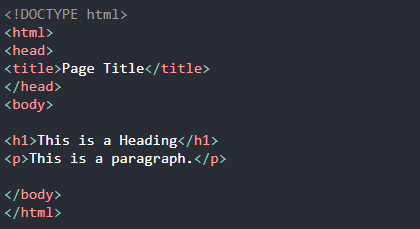 <!DOCTYPE html>
<html>
<head>
<title>Page Title</title>
</head>
<body>
<h1>This is a Heading</h1>
<p>This is a paragraph.</p>
</body>
</html>